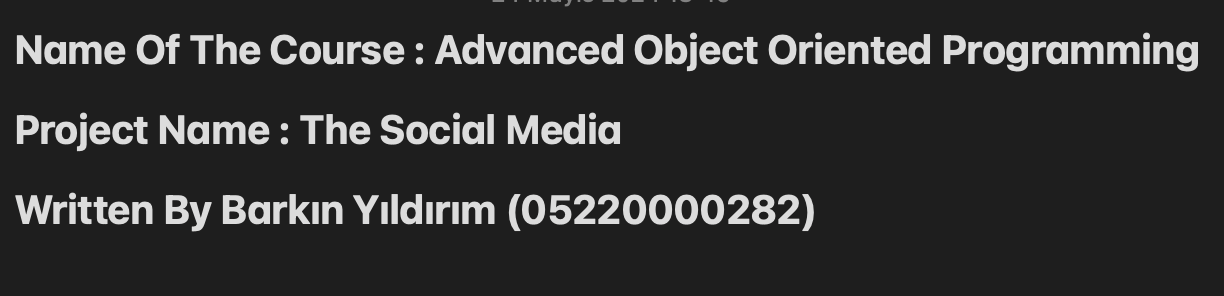 Name Of The Course : Advanced Object Oriented Programming
Project Name : The Social Media
Written By Barkın Yıldırım (05220000282)